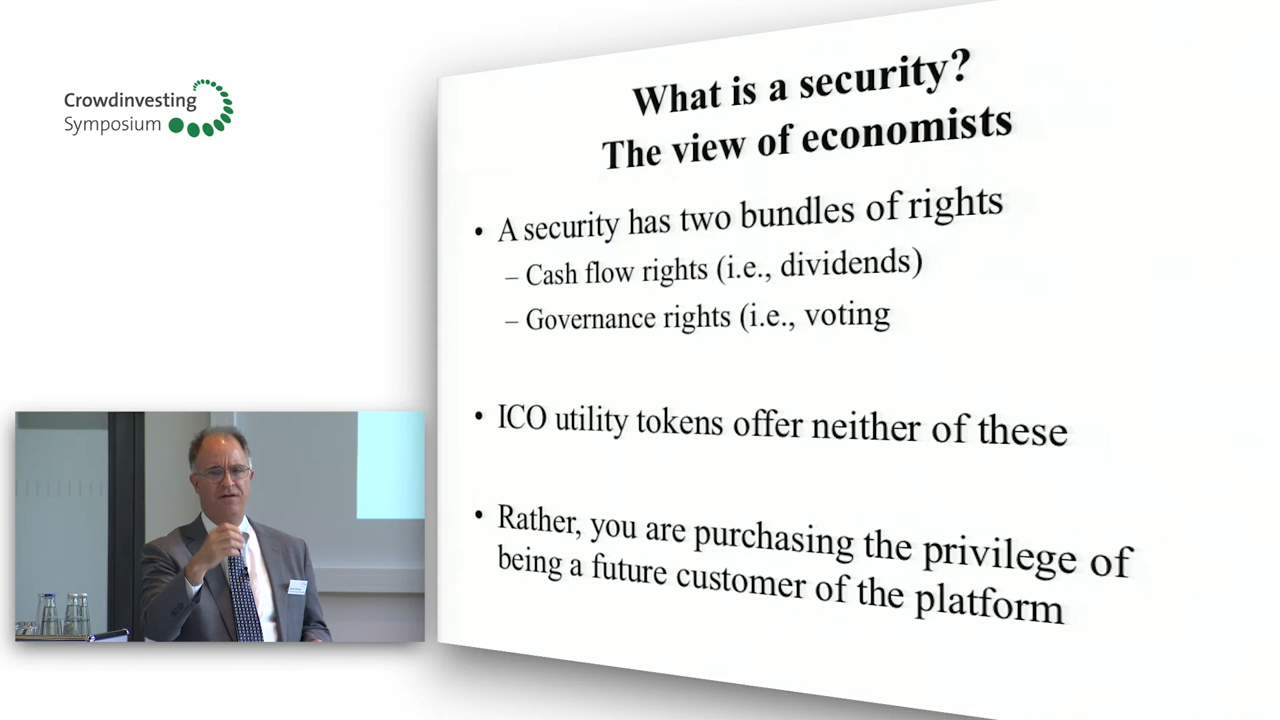 Crowdinvesting
Symposium
What is a security?
The view of economists
• A security has two bundles of rights
– Cash flow rights (i.e., dividends)
– Governance rights (i.e., voting
• ICO utility tokens offer neither of these
• Rather, you are purchasing the privilege of
being a future customer of the platform